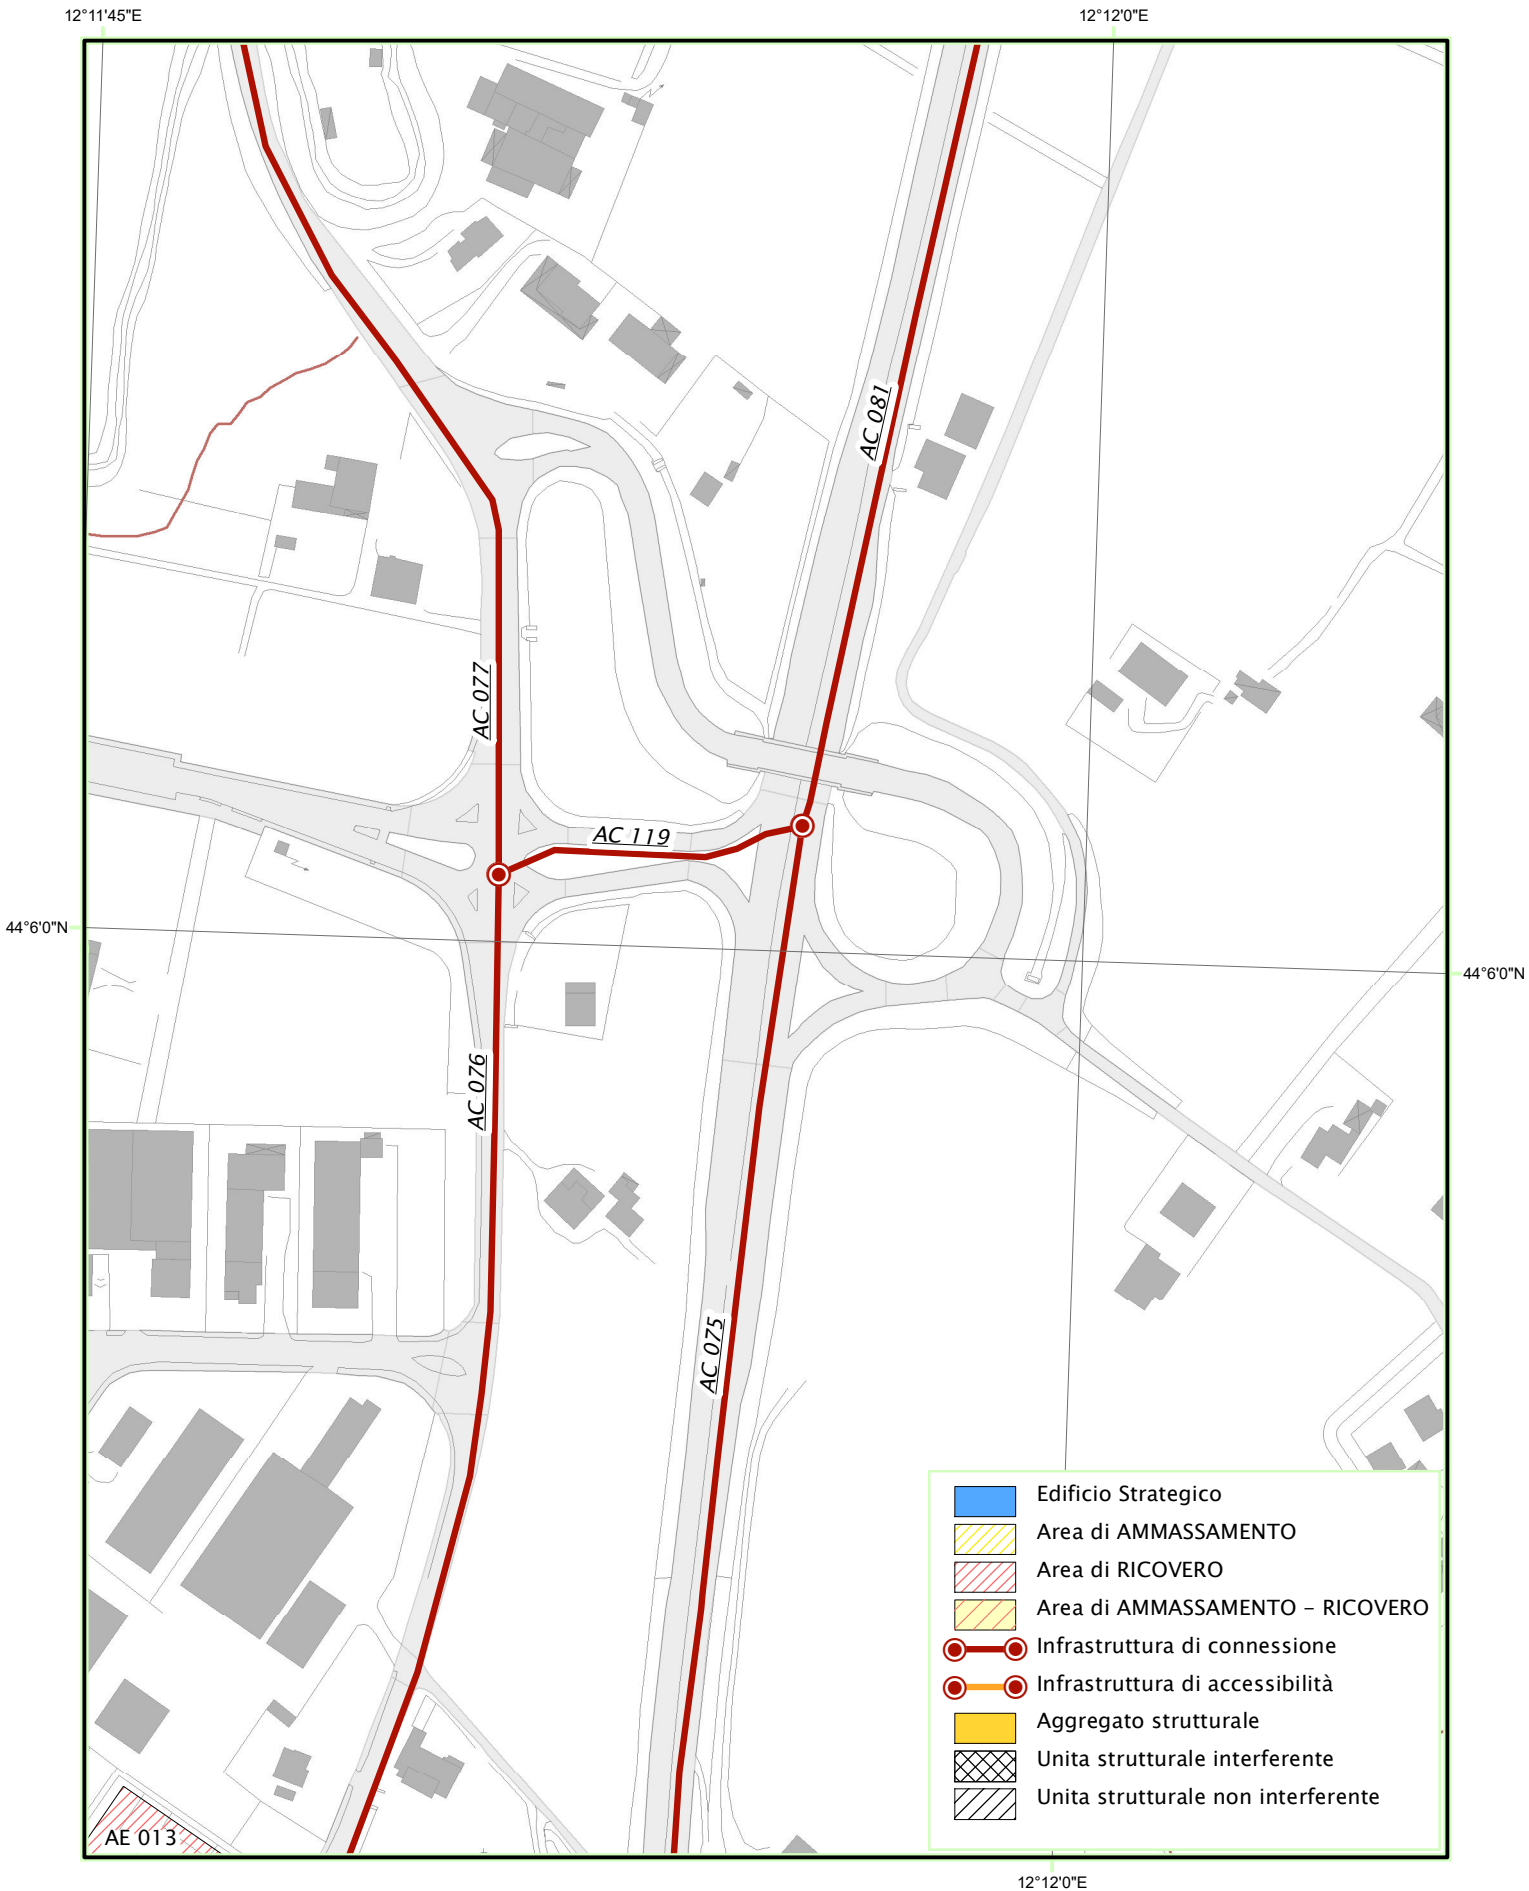 12°11'45"E
12°12'0"E
AC 081
AC 077
AC 119
44°6'0"N
44°6'0"N
AC 076
AC 075
Edificio Strategico
Area di AMMASSAMENTO
Area di RICOVERO
Area di AMMASSAMENTO - RICOVERO
Infrastruttura di connessione
Infrastruttura di accessibilità
Aggregato strutturale
Unita strutturale interferente
Unita strutturale non interferente
AE 013
12°12'0"E